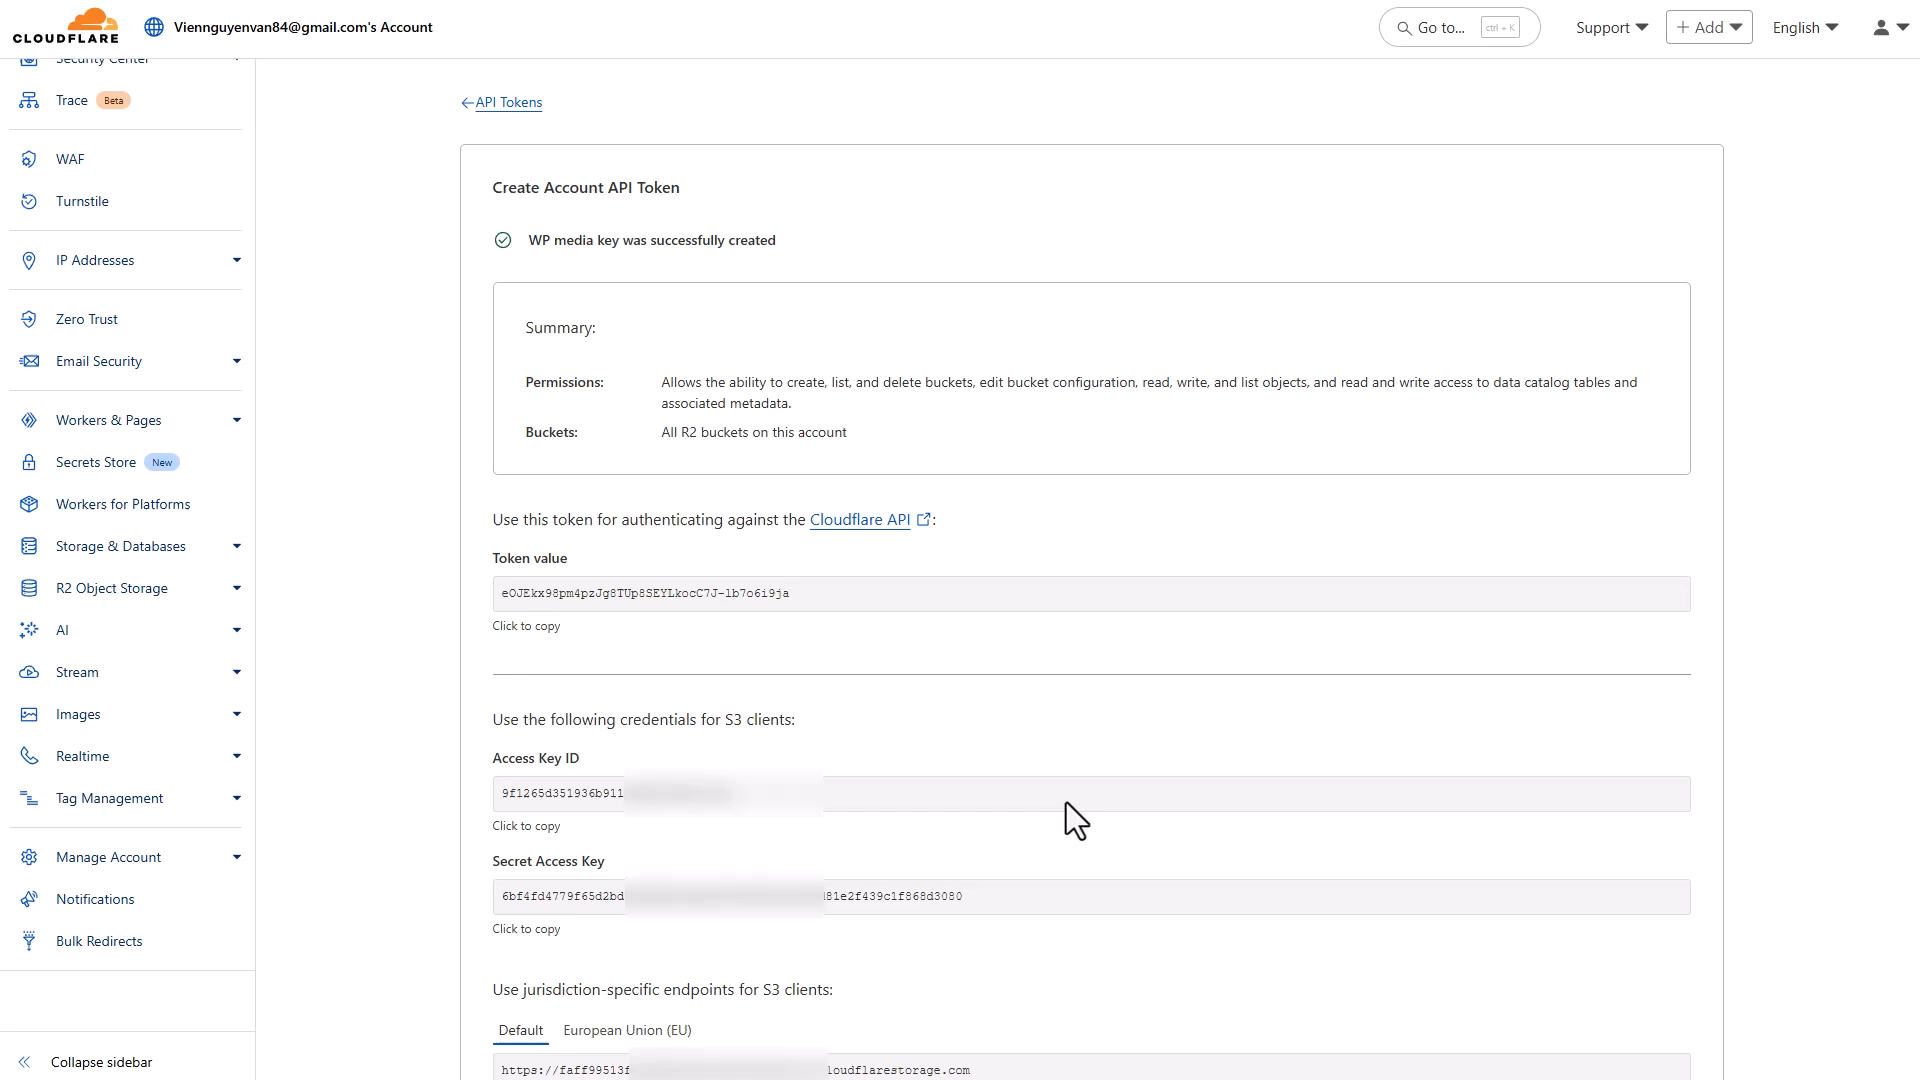 CLOUDFLARE
Viennguyenvan84@gmail.com's Account
Go to...
ctrl + K
Support
+ Add
English
Security Center
Trace Beta
WAF
Turnstile
IP Addresses
Zero Trust
Email Security
Workers & Pages
Secrets Store New
Workers for Platforms
Storage & Databases
R2 Object Storage
AI
Stream
Images
Realtime
Tag Management
Manage Account
Notifications
Bulk Redirects
Collapse sidebar
API Tokens
Create Account API Token
WP media key was successfully created
Summary:
Permissions: Allows the ability to create, list, and delete buckets, edit bucket configuration, read, write, and list objects, and read and write access to data catalog tables and
associated metadata.
Buckets: All R2 buckets on this account
Use this token for authenticating against the Cloudflare API :
Token value
eOJEkx98pm4pzJg8TUp8SEYLkocC7J-lb7o6i9ja
Click to copy
Use the following credentials for S3 clients:
Access Key ID
9f1265d351936b911
Click to copy
Secret Access Key
6bf4fd4779f65d2bd 81e2f439c1f868d3080
Click to copy
Use jurisdiction-specific endpoints for S3 clients:
Default European Union (EU)
https://faff99513f loudflarestorage.com